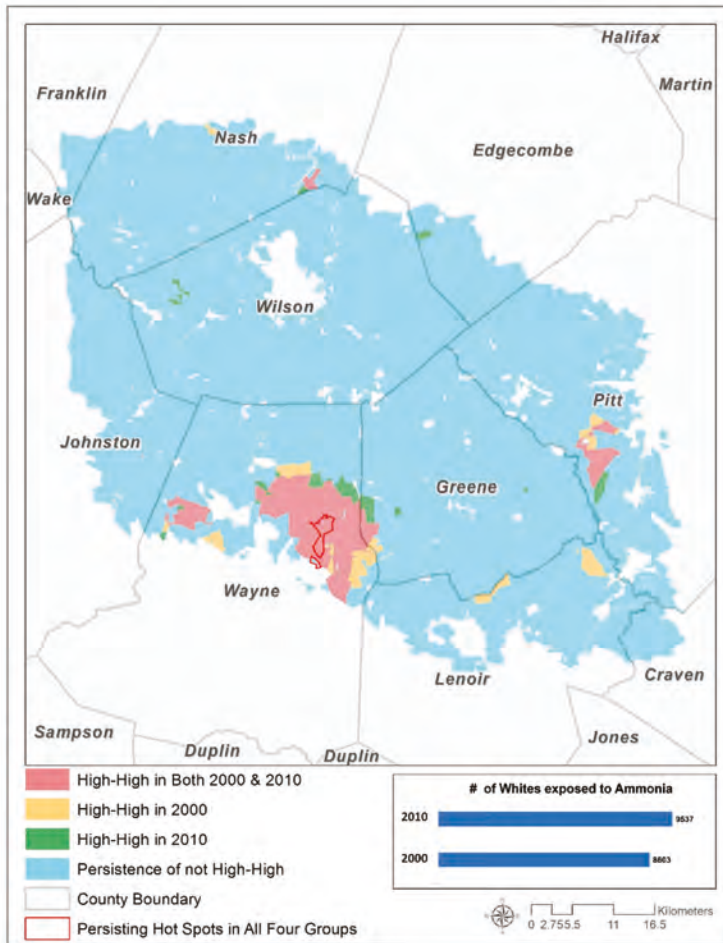 Halifax
Franklin
Martin
Nash
Edgecombe
Wake
Wilson
Pitt
Johnston
Greene
Wayne
Craven
Lenoir
Sampson
Jones
Duplin
Duplin
High-High in Both 2000 & 2010
High-High in 2000
High-High in 2010
Persistence of not High-High
County Boundary
Persisting Hot Spots in All Four Groups
# of Whites exposed to Ammonia
2010
9537
2000
8603
Kilometers
0 2.755.5 11 16.5